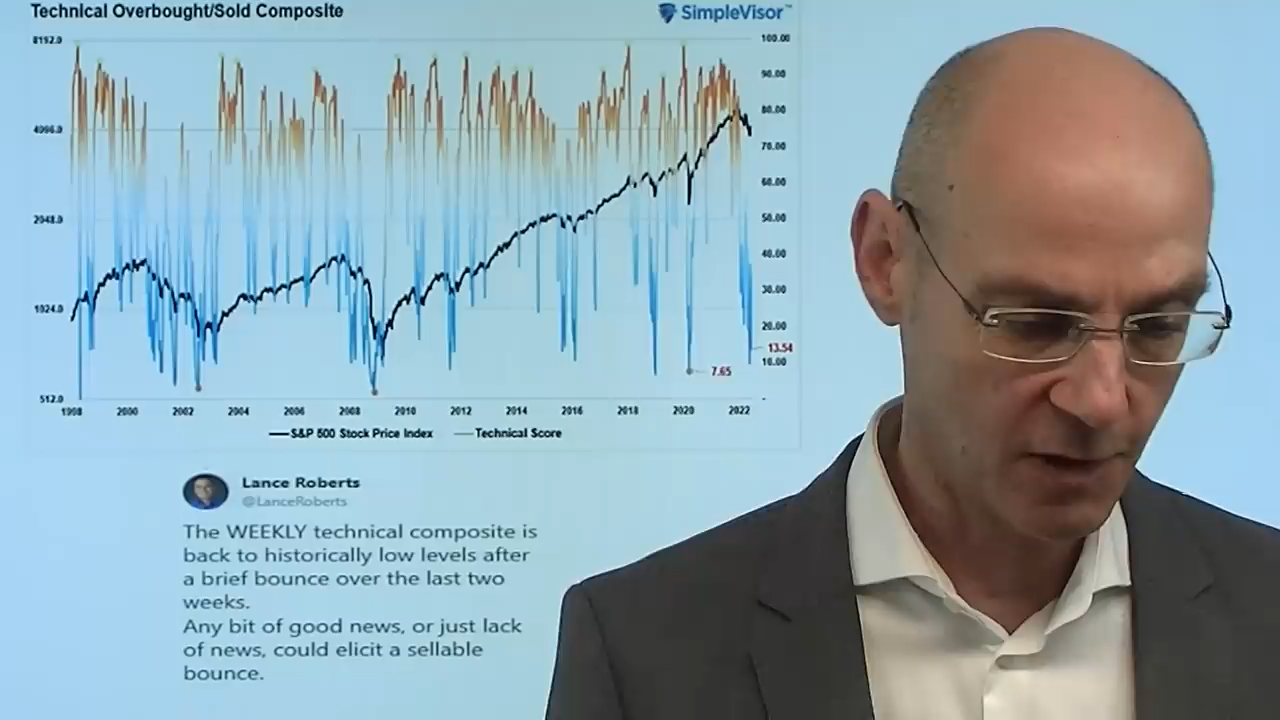 Technical Overbought/Sold Composite
SimpleVisor™
8192.0
4096.0
2048.0
1024.0
512.0
100.00
90.00
80.00
70.00
60.00
50.00
40.00
30.00
20.00
13.54
10.00
-
7.65
1998 2000 2002 2004 2006 2008 2010 2012 2014 2016 2018 2020 2022
S&P 500 Stock Price Index Technical Score
Lance Roberts
@LanceRoberts
The WEEKLY technical composite is
back to historically low levels after
a brief bounce over the last two
weeks.
Any bit of good news, or just lack
of news, could elicit a sellable
bounce.